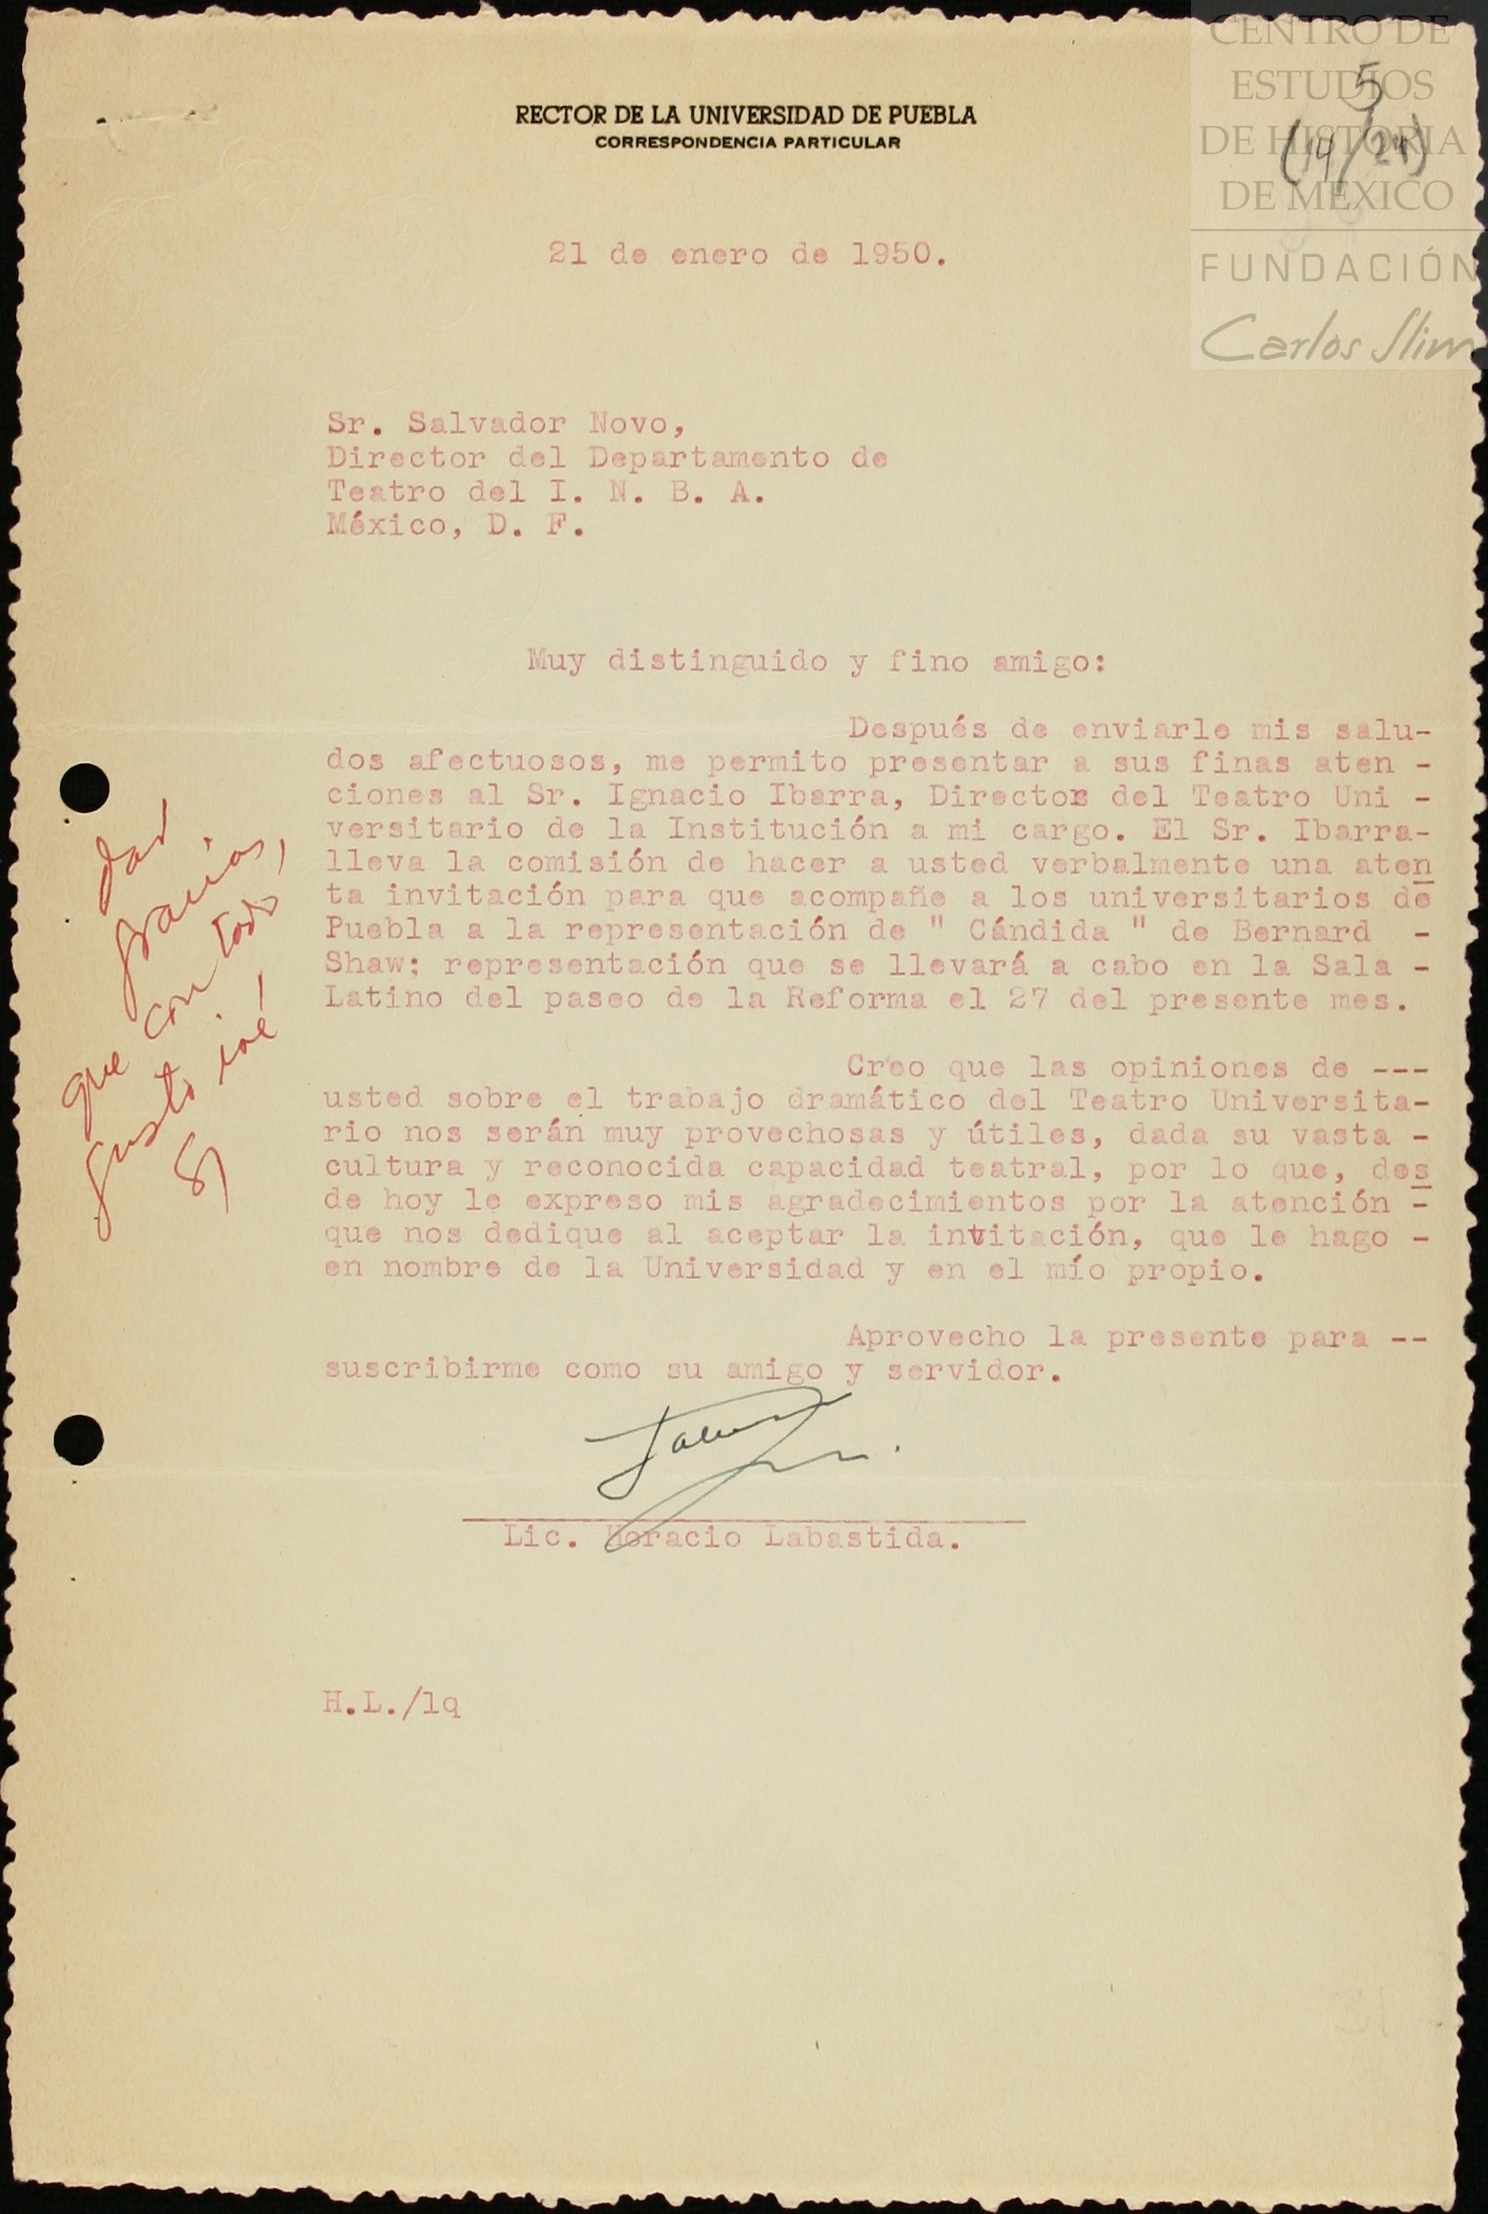 RECTOR DE LA UNIVERSIDAD DE PUEBLA
CORRESPONDENCIA PARTICULAR
CENTRO DE
ESTUDIOS
DE HISTORIA
DE MEXICO
FUNDACIÓN
Carlos Slim
5
(14/24)
21 de enero de 1950.
Sr. Salvador Novo,
Director del Departamento de
Teatro del I. N. B. A.
México, D. F.
Muy distinguido y fino amigo:
Después de enviarle mis salu-
dos afectuosos, me permito presentar a sus finas aten -
ciones al Sr. Ignacio Ibarra, Director del Teatro Uni -
versitario de la Institución a mi cargo. El Sr. Ibarra-
lleva la comisión de hacer a usted verbalmente una aten
ta invitación para que acompañe a los universitarios de
Puebla a la representación de " Cándida " de Bernard -
Shaw; representación que se llevará a cabo en la Sala -
Latino del paseo de la Reforma el 27 del presente mes.
Creo que las opiniones de ---
usted sobre el trabajo dramático del Teatro Universita-
rio nos serán muy provechosas y útiles, dada su vasta -
cultura y reconocida capacidad teatral, por lo que, des
de hoy le expreso mis agradecimientos por la atención -
que nos dedique al aceptar la invitación, que le hago -
en nombre de la Universidad y en el mío propio.
Aprovecho la presente para --
suscribirme como su amigo y servidor.
Lic. Horacio Labastida.
H.L./lq
dar
gracias,
que con todo
gusto iré!